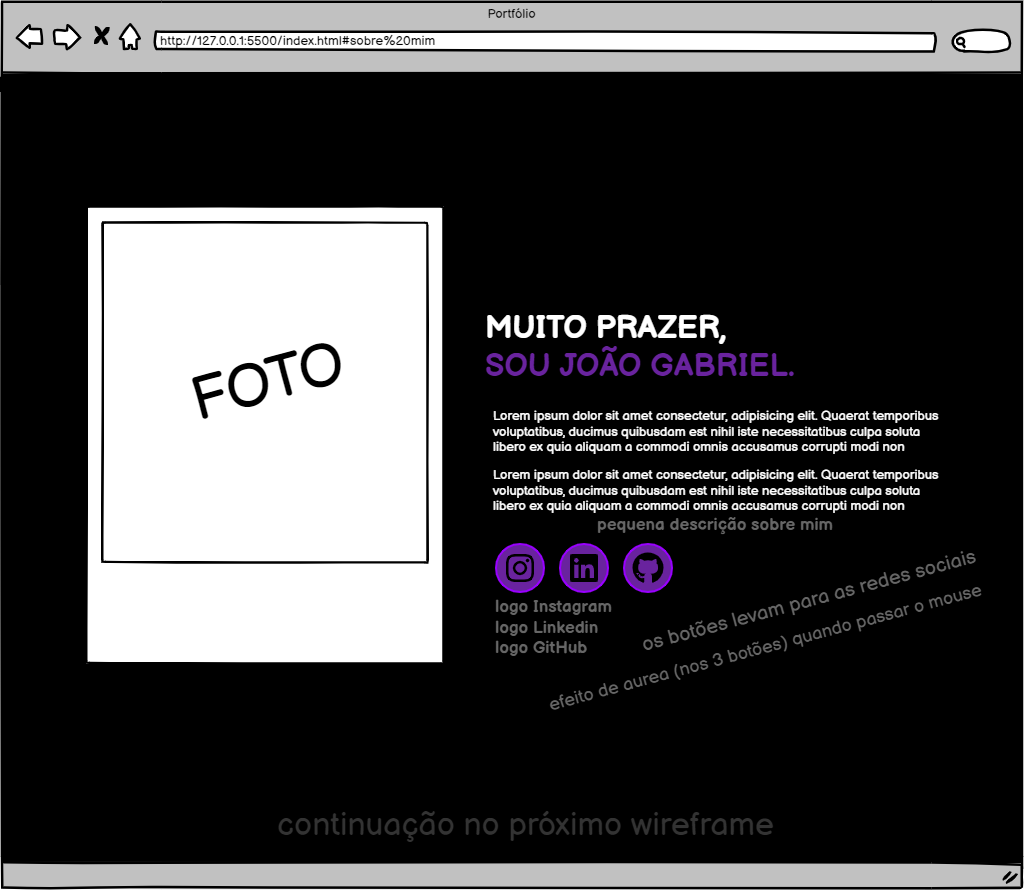 Portfólio
http://127.0.0.1:5500/index.html#sobre%20mim
FOTO
MUITO PRAZER,
SOU JOÃO GABRIEL.
Lorem ipsum dolor sit amet consectetur, adipisicing elit. Quaerat temporibus
voluptatibus, ducimus quibusdam est nihil iste necessitatibus culpa soluta
libero ex quia aliquam a commodi omnis accusamus corrupti modi non
Lorem ipsum dolor sit amet consectetur, adipisicing elit. Quaerat temporibus
voluptatibus, ducimus quibusdam est nihil iste necessitatibus culpa soluta
libero ex quia aliquam a commodi omnis accusamus corrupti modi non
pequena descrição sobre mim
in
logo Instagram
logo Linkedin
logo GitHub
os botões levam para as redes sociais
efeito de aurea (nos 3 botões) quando passar o mouse
continuação no próximo wireframe